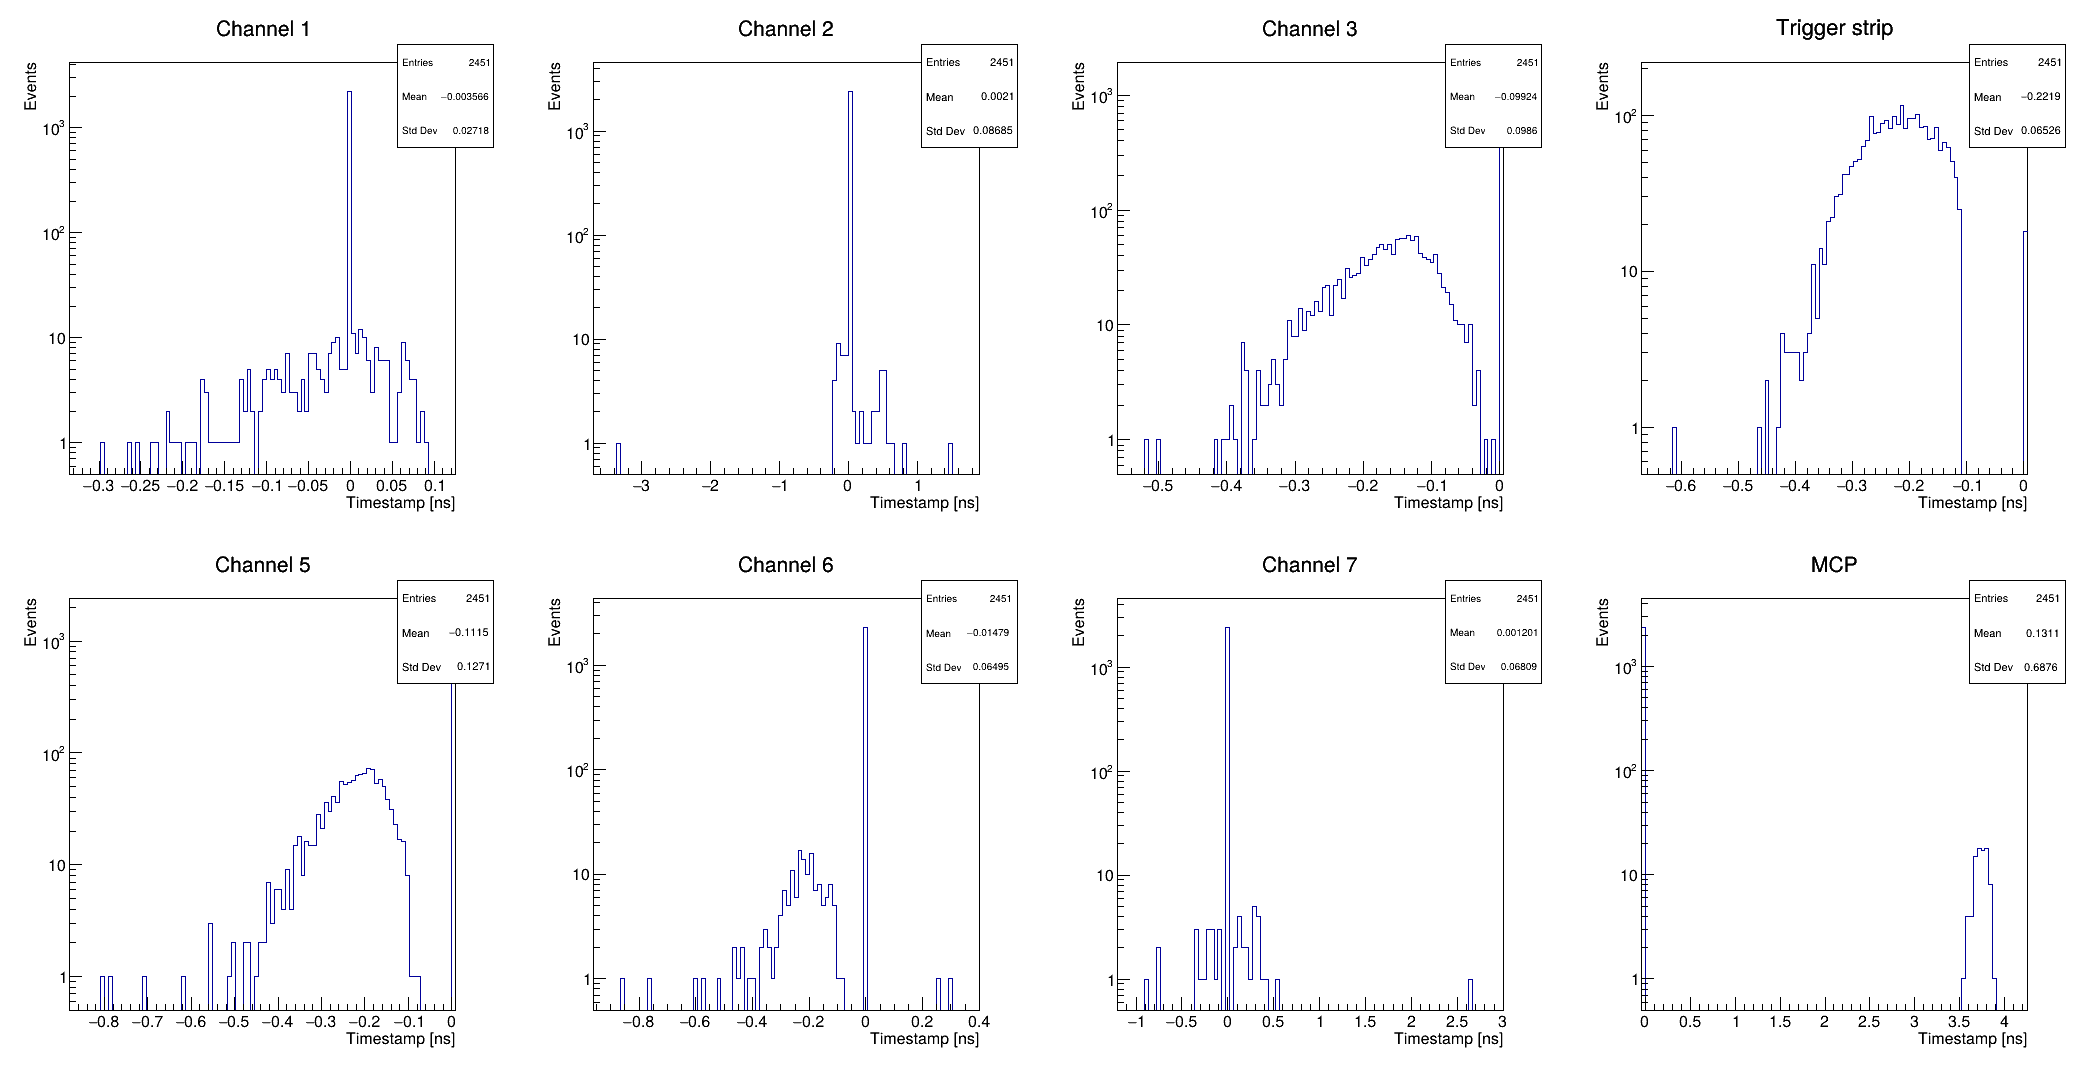 Channel 1
Events
Entries 2451
Mean −0.003566
Std Dev 0.02718
10³
10²
10
1
−0.3 −0.25 −0.2 −0.15 −0.1 −0.05 0 0.05 0.1
Timestamp [ns]
Channel 2
Events
Entries 2451
Mean 0.0021
Std Dev 0.08685
10³
10²
10
1
−3 −2 −1 0 1
Timestamp [ns]
Channel 3
Events
Entries 2451
Mean −0.09924
Std Dev 0.0986
10³
10²
10
1
−0.5 −0.4 −0.3 −0.2 −0.1 0
Timestamp [ns]
Trigger strip
Events
Entries 2451
Mean −0.2219
Std Dev 0.06526
10²
10
1
−0.6 −0.5 −0.4 −0.3 −0.2 −0.1 0
Timestamp [ns]
Channel 5
Events
Entries 2451
Mean −0.1115
Std Dev 0.1271
10³
10²
10
1
−0.8 −0.7 −0.6 −0.5 −0.4 −0.3 −0.2 −0.1 0
Timestamp [ns]
Channel 6
Events
Entries 2451
Mean −0.01479
Std Dev 0.06495
10³
10²
10
1
−0.8 −0.6 −0.4 −0.2 0 0.2 0.4
Timestamp [ns]
Channel 7
Events
Entries 2451
Mean 0.001201
Std Dev 0.06809
10³
10²
10
1
−1 −0.5 0 0.5 1 1.5 2 2.5 3
Timestamp [ns]
MCP
Events
Entries 2451
Mean 0.1311
Std Dev 0.6876
10³
10²
10
1
0 0.5 1 1.5 2 2.5 3 3.5 4
Timestamp [ns]